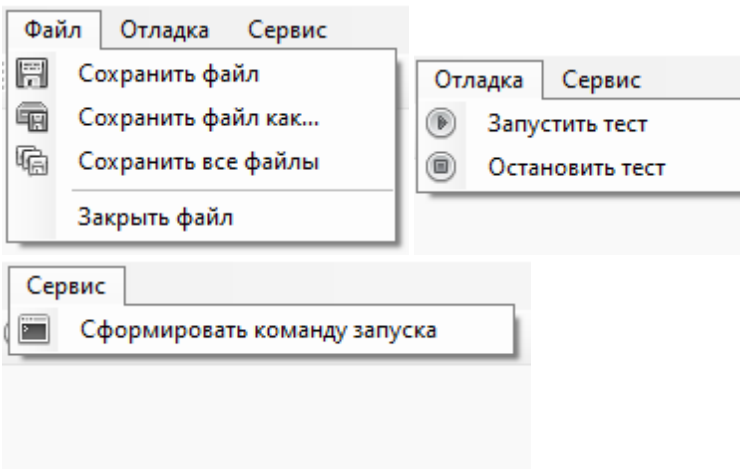 Файл Отладка Сервис
Сохранить файл
Сохранить файл как...
Сохранить все файлы
Закрыть файл
Отладка Сервис
Запустить тест
Остановить тест
Сервис
Сформировать команду запуска